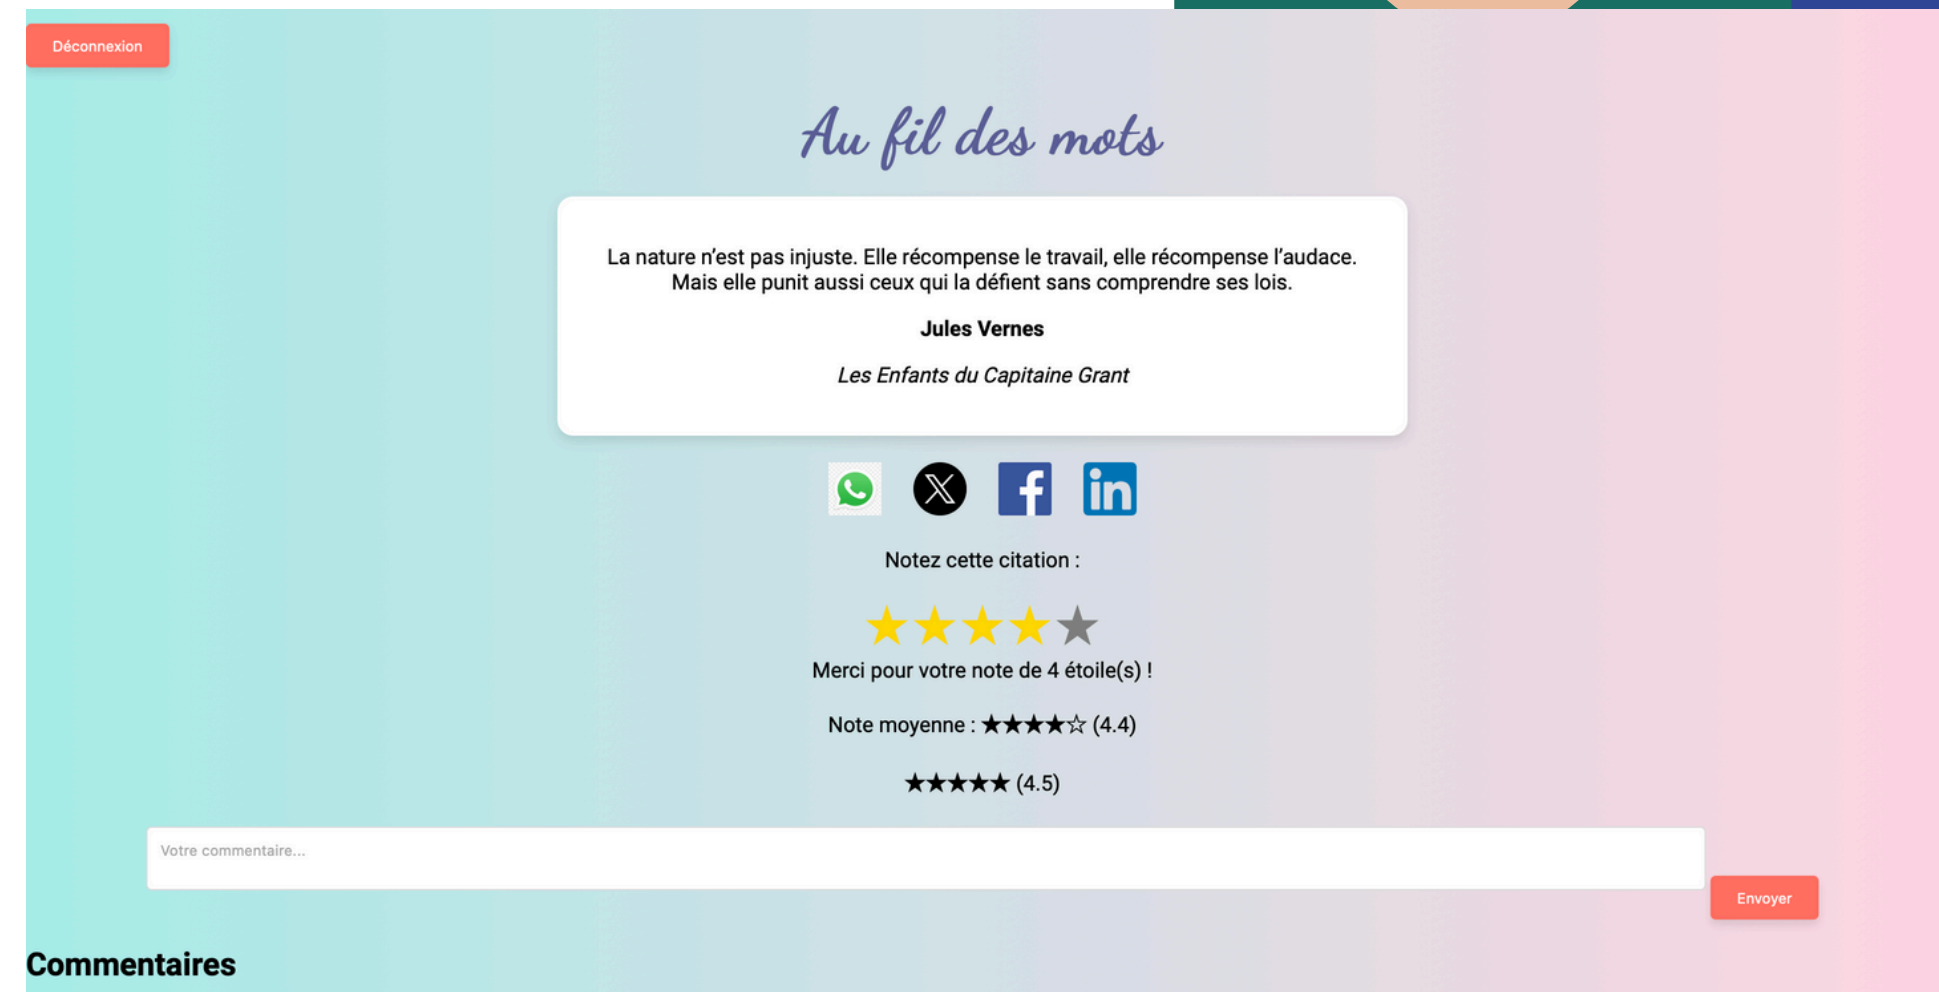 Déconnexion
Au fil des mots
La nature n’est pas injuste. Elle récompense le travail, elle récompense l’audace.
Mais elle punit aussi ceux qui la défient sans comprendre ses lois.
Jules Vernes
Les Enfants du Capitaine Grant
Notez cette citation :
★★★★★
Merci pour votre note de 4 étoile(s) !
Note moyenne : ★★★★☆ (4.4)
★★★★★ (4.5)
Votre commentaire...
Envoyer
Commentaires